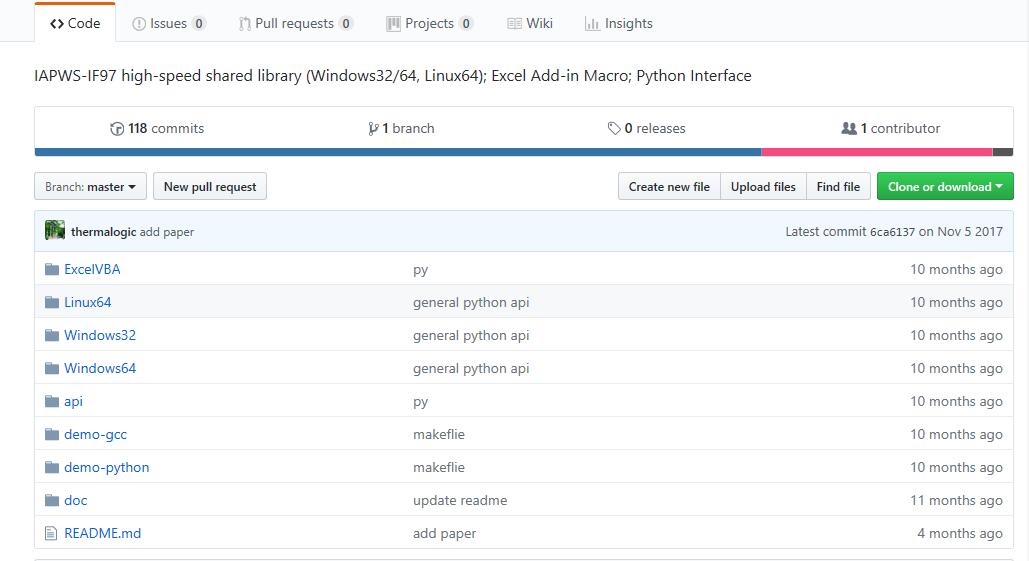 Code Issues 0 Pull requests 0 Projects 0 Wiki Insights
IAPWS-IF97 high-speed shared library (Windows32/64, Linux64); Excel Add-in Macro; Python Interface
118 commits 1 branch 0 releases 1 contributor
Branch: master New pull request Create new file Upload files Find file Clone or download
thermalogic add paper Latest commit 6ca6137 on Nov 5 2017
ExcelVBA py 10 months ago
Linux64 general python api 10 months ago
Windows32 general python api 10 months ago
Windows64 general python api 10 months ago
api py 10 months ago
demo-gcc makeflie 10 months ago
demo-python makeflie 10 months ago
doc update readme 11 months ago
README.md add paper 4 months ago